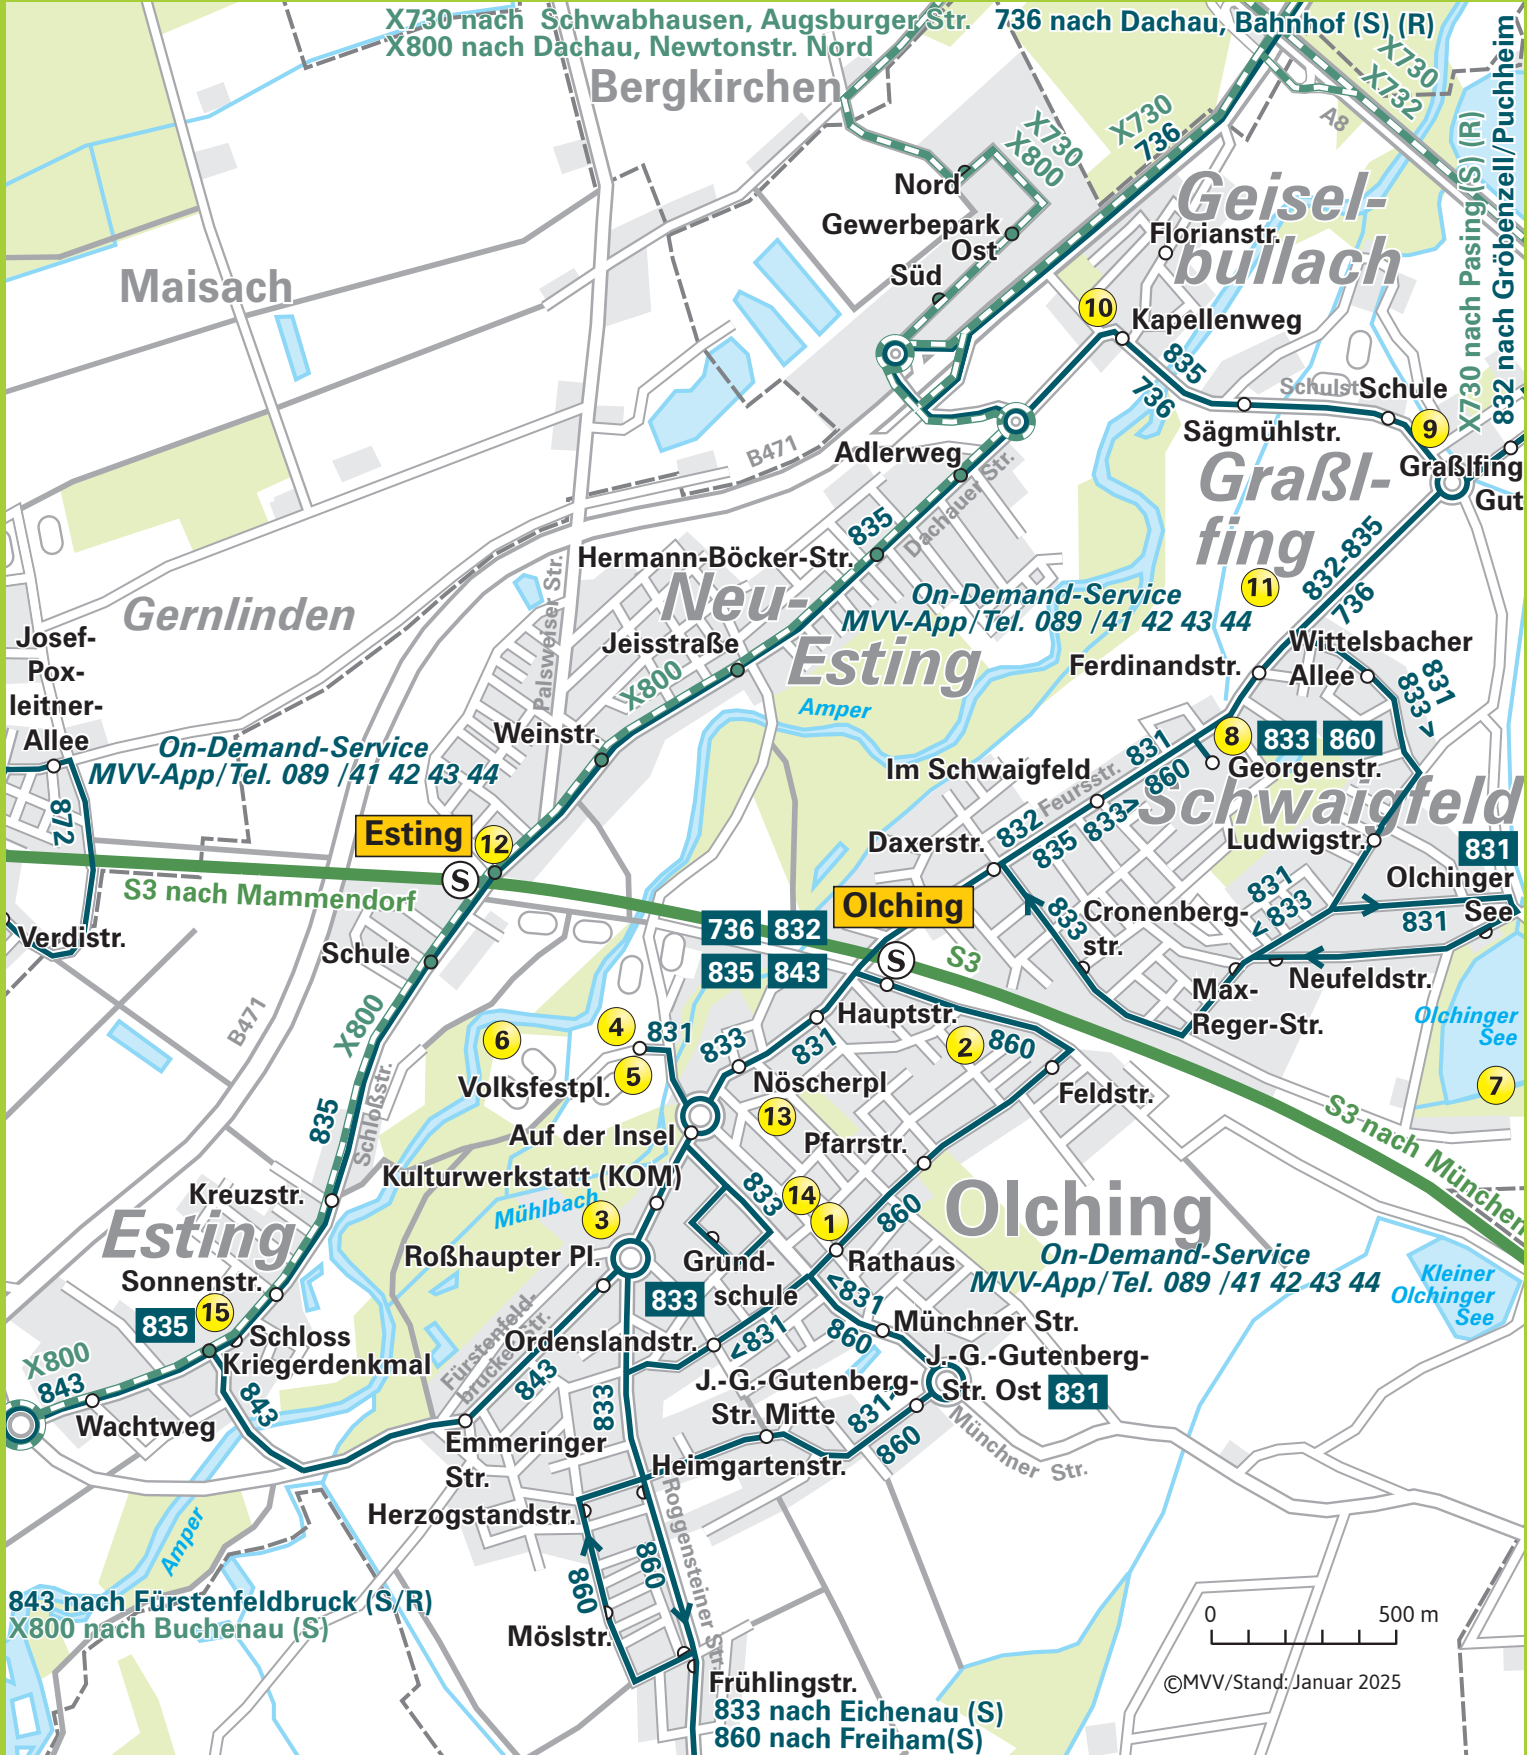 X730 nach Schwabhausen, Augsburger Str.
X800 nach Dachau, Newtonstr. Nord
736 nach Dachau, Bahnhof (S) (R)
X730
X732
A8
X730 nach Pasing (S) (R)
832 nach Gröbenzell/Puchheim
Bergkirchen
X730
X800
X730
736
Nord
Gewerbepark
Ost
Süd
Geisel-
bullach
Florianstr.
Maisach
10
Kapellenweg
835
736
Schulst
Schule
9
Sägmühlstr.
Graßlfing
Gut
Graßl-
fing
11
B471
Adlerweg
Dachauer Str.
835
Hermann-Böcker-Str.
Neu-
Esting
On-Demand-Service
MVV-App/Tel. 089 /41 42 43 44
832-835
736
Gernlinden
Palsweiser Str.
Josef-
Pox-
leitner-
Allee
Jeisstraße
X800
Wittelsbacher
Allee
Ferdinandstr.
831
833 >
Amper
Weinstr.
On-Demand-Service
MVV-App/Tel. 089 /41 42 43 44
872
8
833
860
Georgenstr.
831
860
Im Schwaigfeld
Feursstr.
Schwaigfeld
832
835
833>
Esting
12
S
Daxerstr.
Ludwigstr.
831
Olchinger
See
S3 nach Mammendorf
Olching
S
S3
736
832
835
843
831
< 833
831
833
Cronenberg-
str.
Verdistr.
Schule
Neufeldstr.
Max-
Reger-Str.
B471
X800
Olchinger
See
7
Hauptstr.
2
860
6
4
831
833
831
5
Volksfestpl.
Nöscherpl
Feldstr.
13
835
Schloßstr.
Auf der Insel
Pfarrstr.
S3 nach München
Kulturwerkstatt (KOM)
Mühlbach
3
833
14
1
860
Olching
Kreuzstr.
Esting
Roßhaupter Pl.
Grund-
schule
Rathaus
On-Demand-Service
MVV-App/Tel. 089 /41 42 43 44
Kleiner
Olchinger
See
Sonnenstr.
15
835
833
<831
860
Münchner Str.
Schloss
Kriegerdenkmal
Fürstenfeld-
brucker Str.
Ordenslandstr.
<831
J.-G.-Gutenberg-
Str. Ost
831
X800
843
843
843
833
J.-G.-Gutenberg-
Str. Mitte
831-
860
Wachtweg
Emmeringer
Str.
Heimgartenstr.
Münchner Str.
Herzogstandstr.
Roggensteiner Str.
Amper
860
860
843 nach Fürstenfeldbruck (S/R)
X800 nach Buchenau (S)
Möslstr.
0
500 m
Frühlingstr.
833 nach Eichenau (S)
860 nach Freiham(S)
©MVV/Stand: Januar 2025